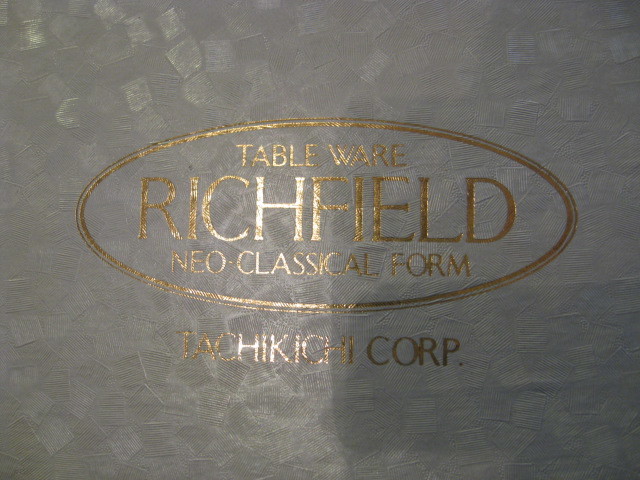 TABLE WARE
RICHFIELD
NEO-CLASSICAL FORM
TACHIKICHI CORP.